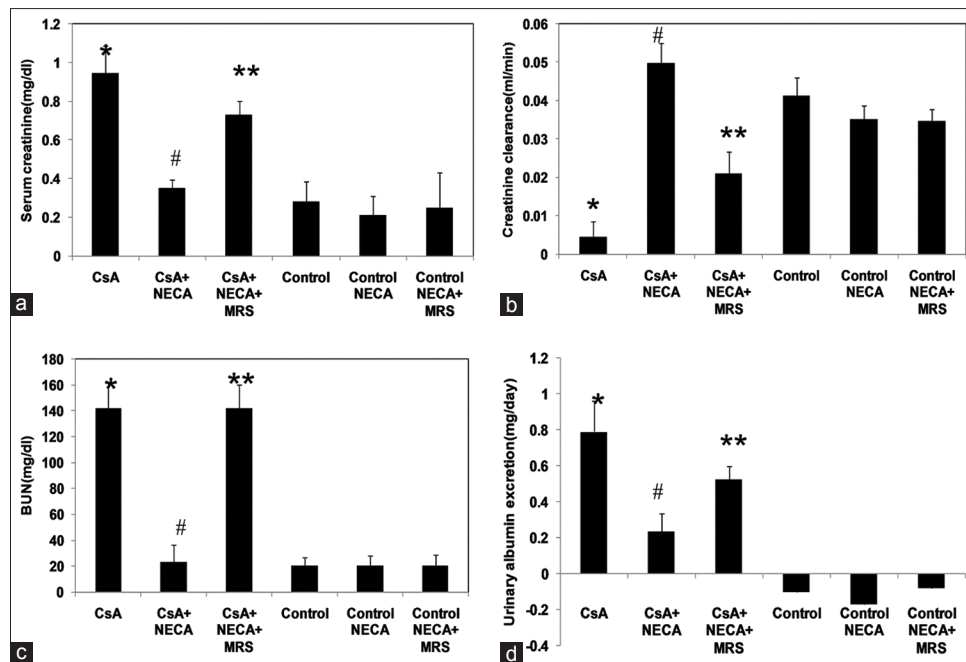 Serum creatinine(mg/dl)
1.2
1
0.8
0.6
0.4
0.2
0
*
#
**
CsA
CsA+
NECA
CsA+
NECA+
MRS
Control
Control
NECA
Control
NECA+MRS
a
Creatinine clearance(ml/min)
0.06
0.05
0.04
0.03
0.02
0.01
0
*
#
**
CsA
CsA+
NECA
CsA+
NECA+
MRS
Control
Control
NECA
Control
NECA+MRS
b
BUN(mg/dl)
180
160
140
120
100
80
60
40
20
0
*
#
**
CsA
CsA+
NECA
CsA+
NECA+
MRS
Control
Control
NECA
Control
NECA+MRS
c
Urinary albumin excretion(mg/day)
1.2
1
0.8
0.6
0.4
0.2
0
-0.2
-0.4
*
#
**
CsA
CsA+
NECA
CsA+
NECA+
MRS
Control
Control
NECA
Control
NECA+MRS
d